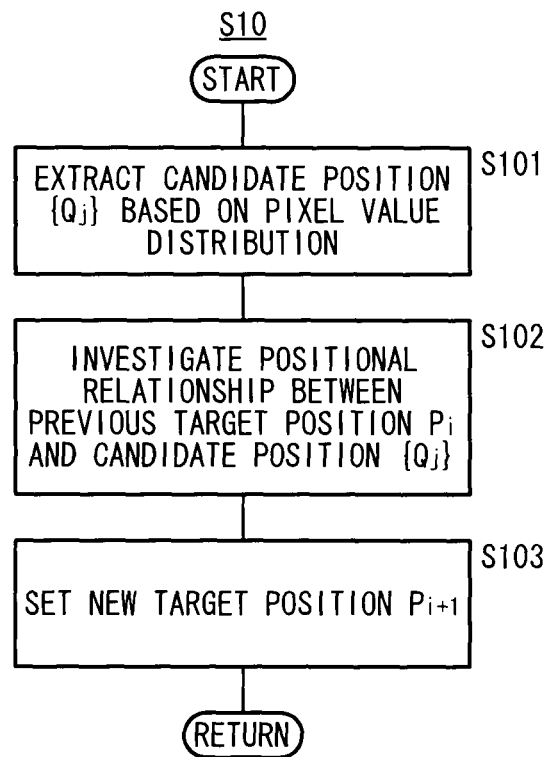 S10
START
S101
EXTRACT CANDIDATE POSITION
{Qj} BASED ON PIXEL VALUE
DISTRIBUTION
S102
INVESTIGATE POSITIONAL
RELATIONSHIP BETWEEN
PREVIOUS TARGET POSITION Pi
AND CANDIDATE POSITION {Qj}
S103
SET NEW TARGET POSITION Pi+1
RETURN